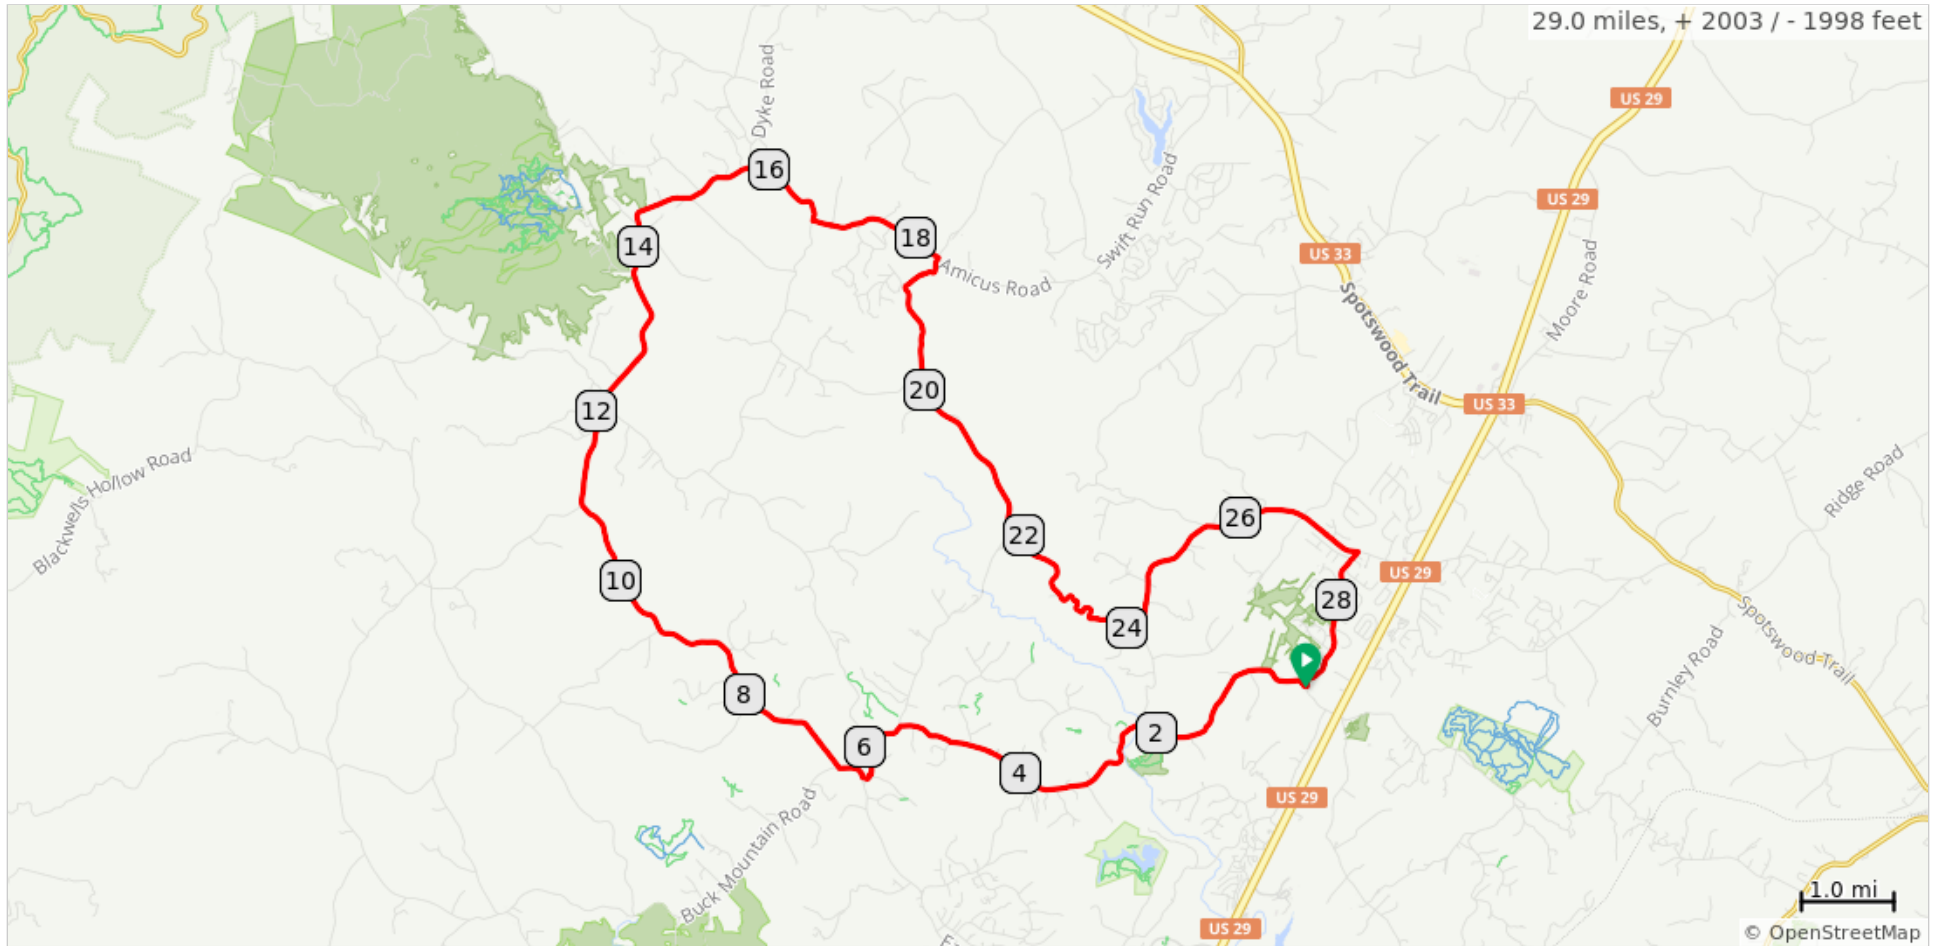 29.0 miles, + 2003 / - 1998 feet
Dyke Road
US 29
16
Swift Run Road
US 29
18
14
US 33
Moore Road
Amicus Road
Spotswood Trail
20
US 33
12
Blackwells Hollow Road
Ridge Road
26
22
10
US 29
28
24
Spotswood Trail
Burnley Road
8
2
6
4
US 29
Buck Mountain Road
1.0 mi
US 29
© OpenStreetMap